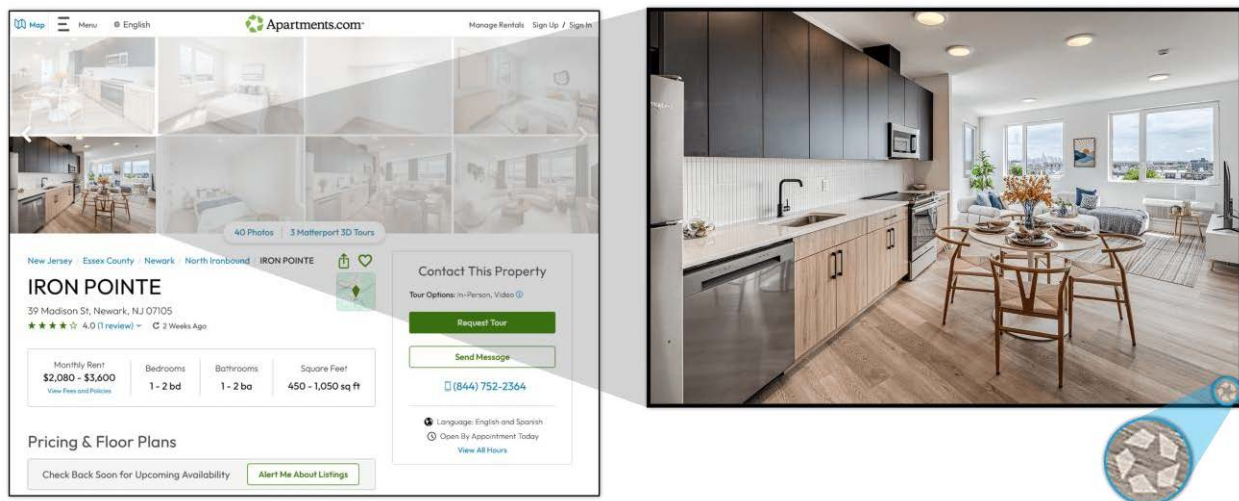 Map Menu English Apartments.com Manage Rentals Sign Up / Sign In
40 Photos 3 Matterport 3D Tours
New Jersey / Essex County / Newark / North Ironbound / IRON POINTE
IRON POINTE
39 Madison St, Newark, NJ 07105
4.0 (1 review) 2 Weeks Ago
Monthly Rent Bedrooms Bathrooms Square Feet
$2,080 - $3,600 1 - 2 bd 1 - 2 ba 450 - 1,050 sq ft
View Fees and Policies
Pricing & Floor Plans
Check Back Soon for Upcoming Availability Alert Me About Listings
Contact This Property
Tour Options: In-Person, Video
Request Tour
Send Message
(844) 752-2364
Language: English and Spanish
Open By Appointment Today
View All Hours